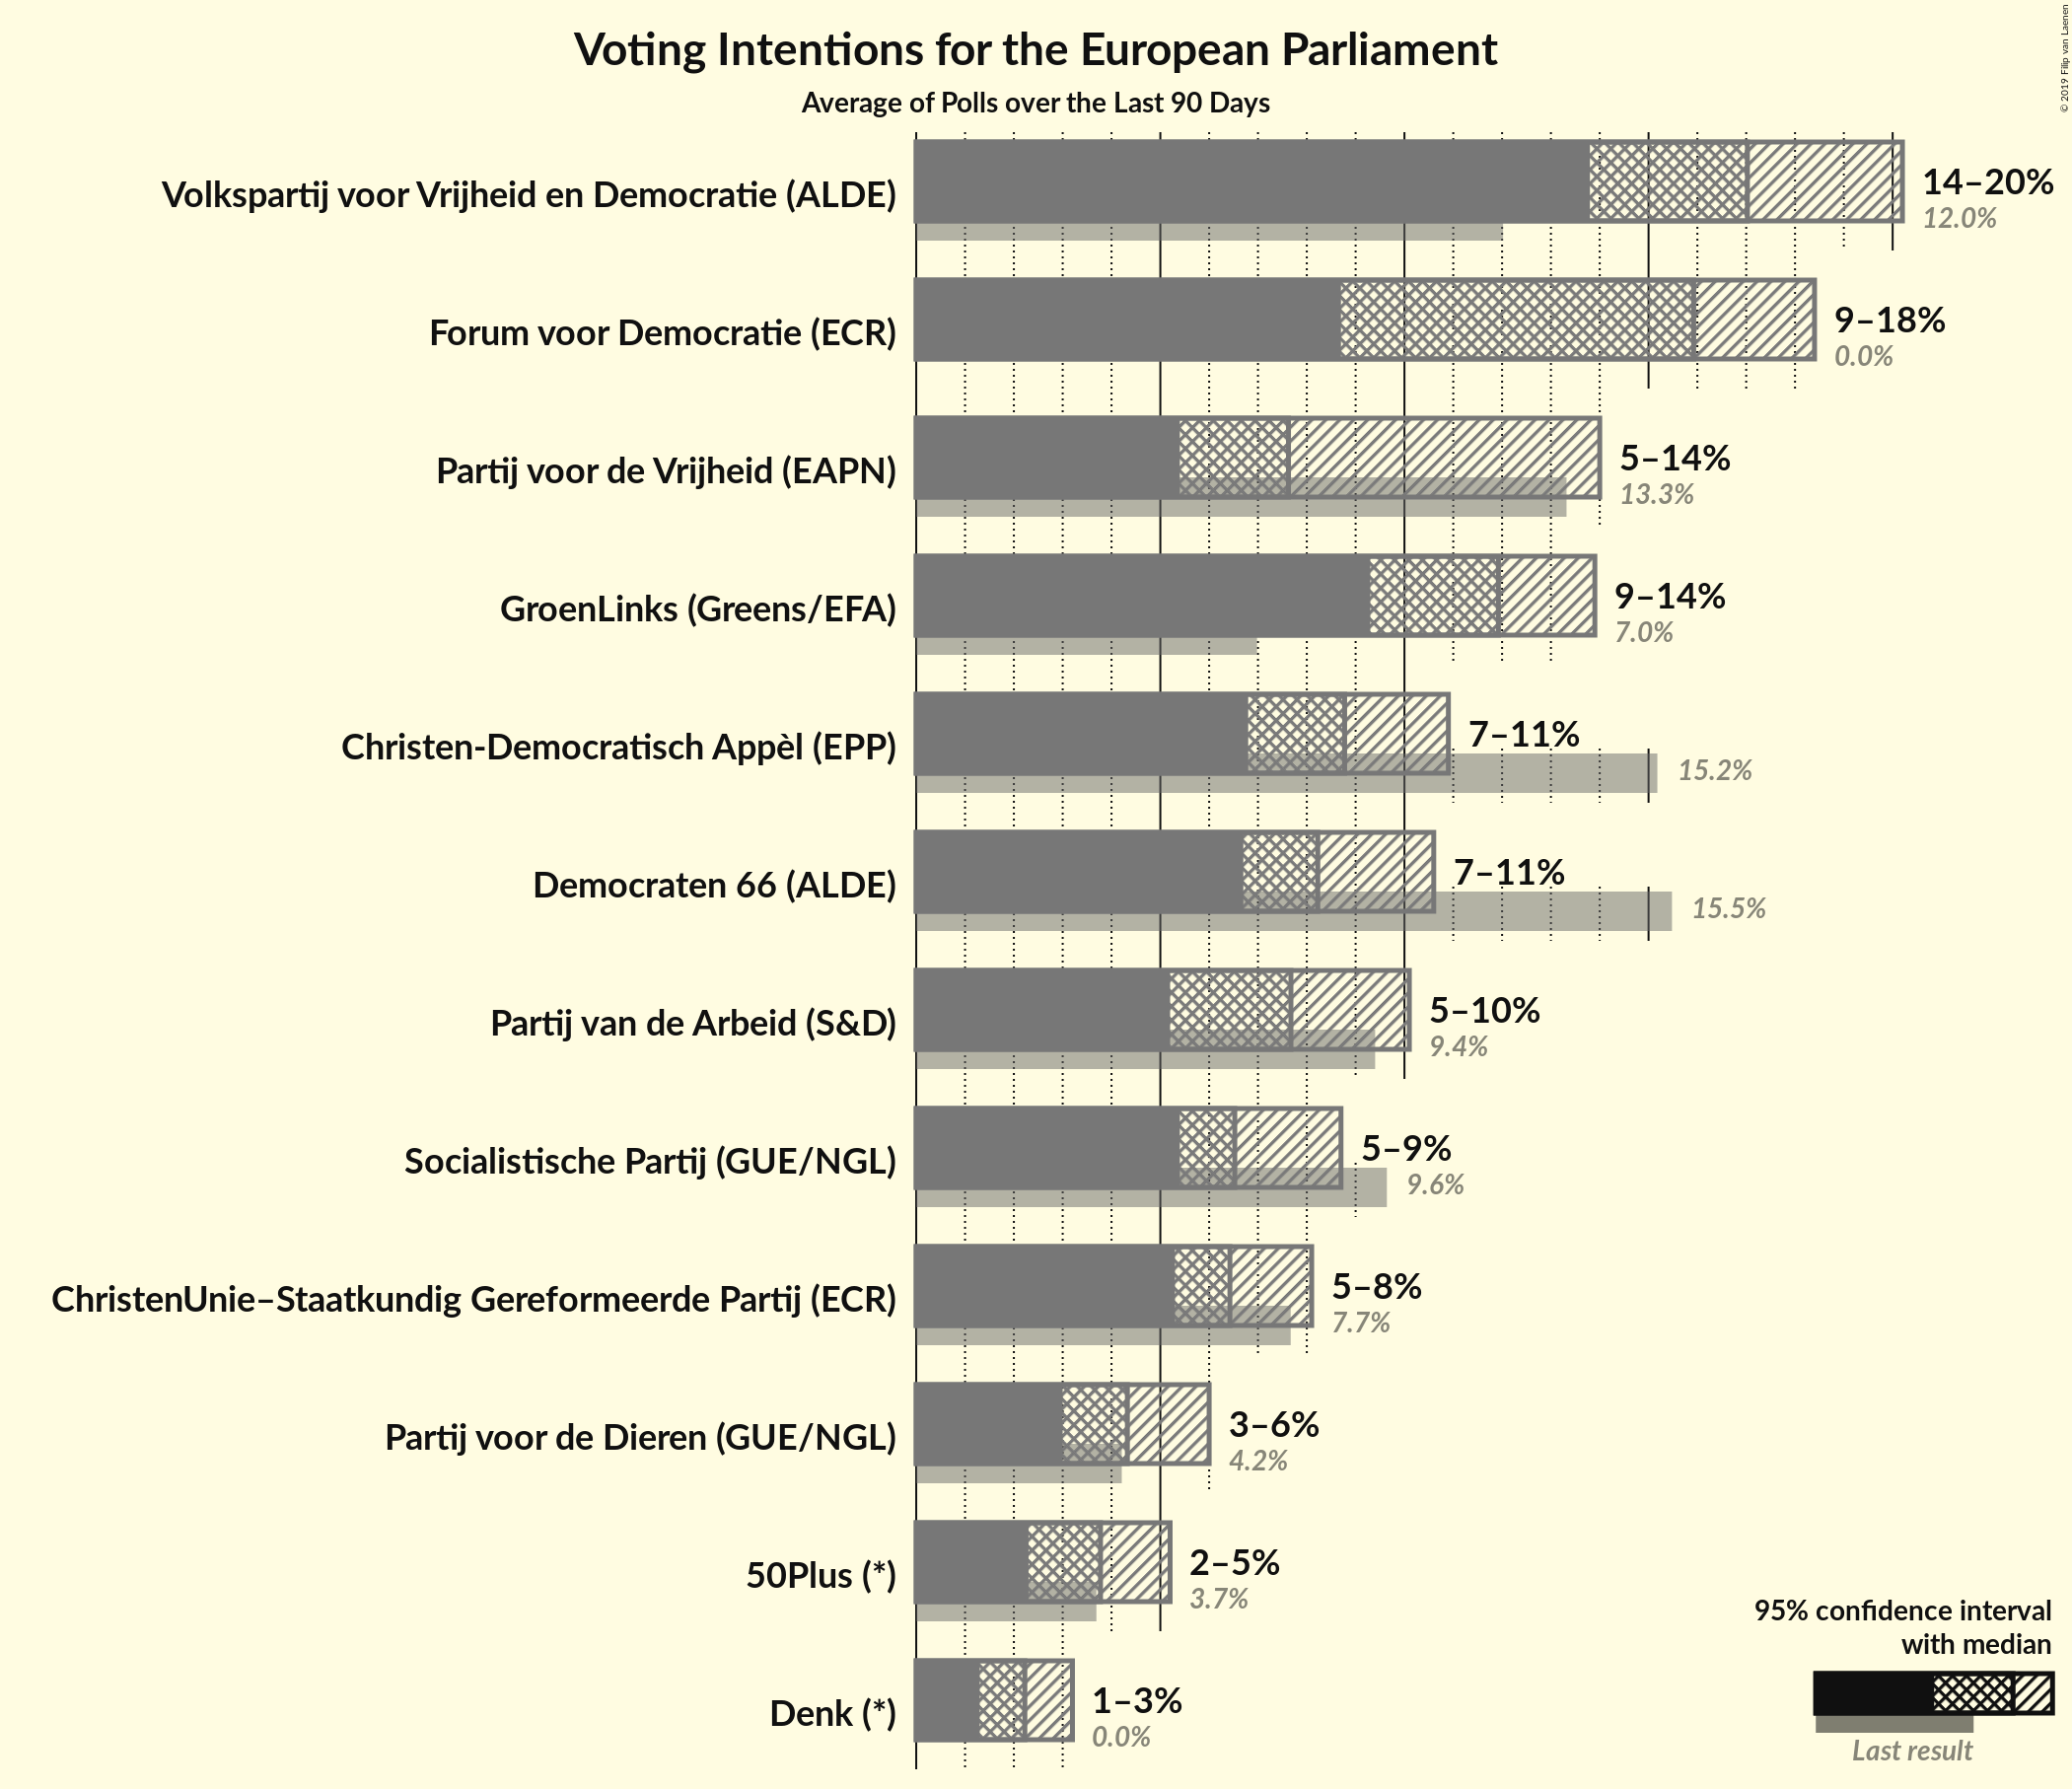 © 2019 Filip van Laenen
Voting Intentions for the European Parliament
Average of Polls over the Last 90 Days
Volkspartij voor Vrijheid en Democratie (ALDE)
14–20%
12.0%
Forum voor Democratie (ECR)
9–18%
0.0%
Partij voor de Vrijheid (EAPN)
5–14%
13.3%
GroenLinks (Greens/EFA)
9–14%
7.0%
Christen-Democratisch Appèl (EPP)
7–11%
15.2%
Democraten 66 (ALDE)
7–11%
15.5%
Partij van de Arbeid (S&D)
5–10%
9.4%
Socialistische Partij (GUE/NGL)
5–9%
9.6%
ChristenUnie–Staatkundig Gereformeerde Partij (ECR)
5–8%
7.7%
Partij voor de Dieren (GUE/NGL)
3–6%
4.2%
50Plus (*)
2–5%
3.7%
Denk (*)
1–3%
0.0%
95% confidence interval
with median
Last result